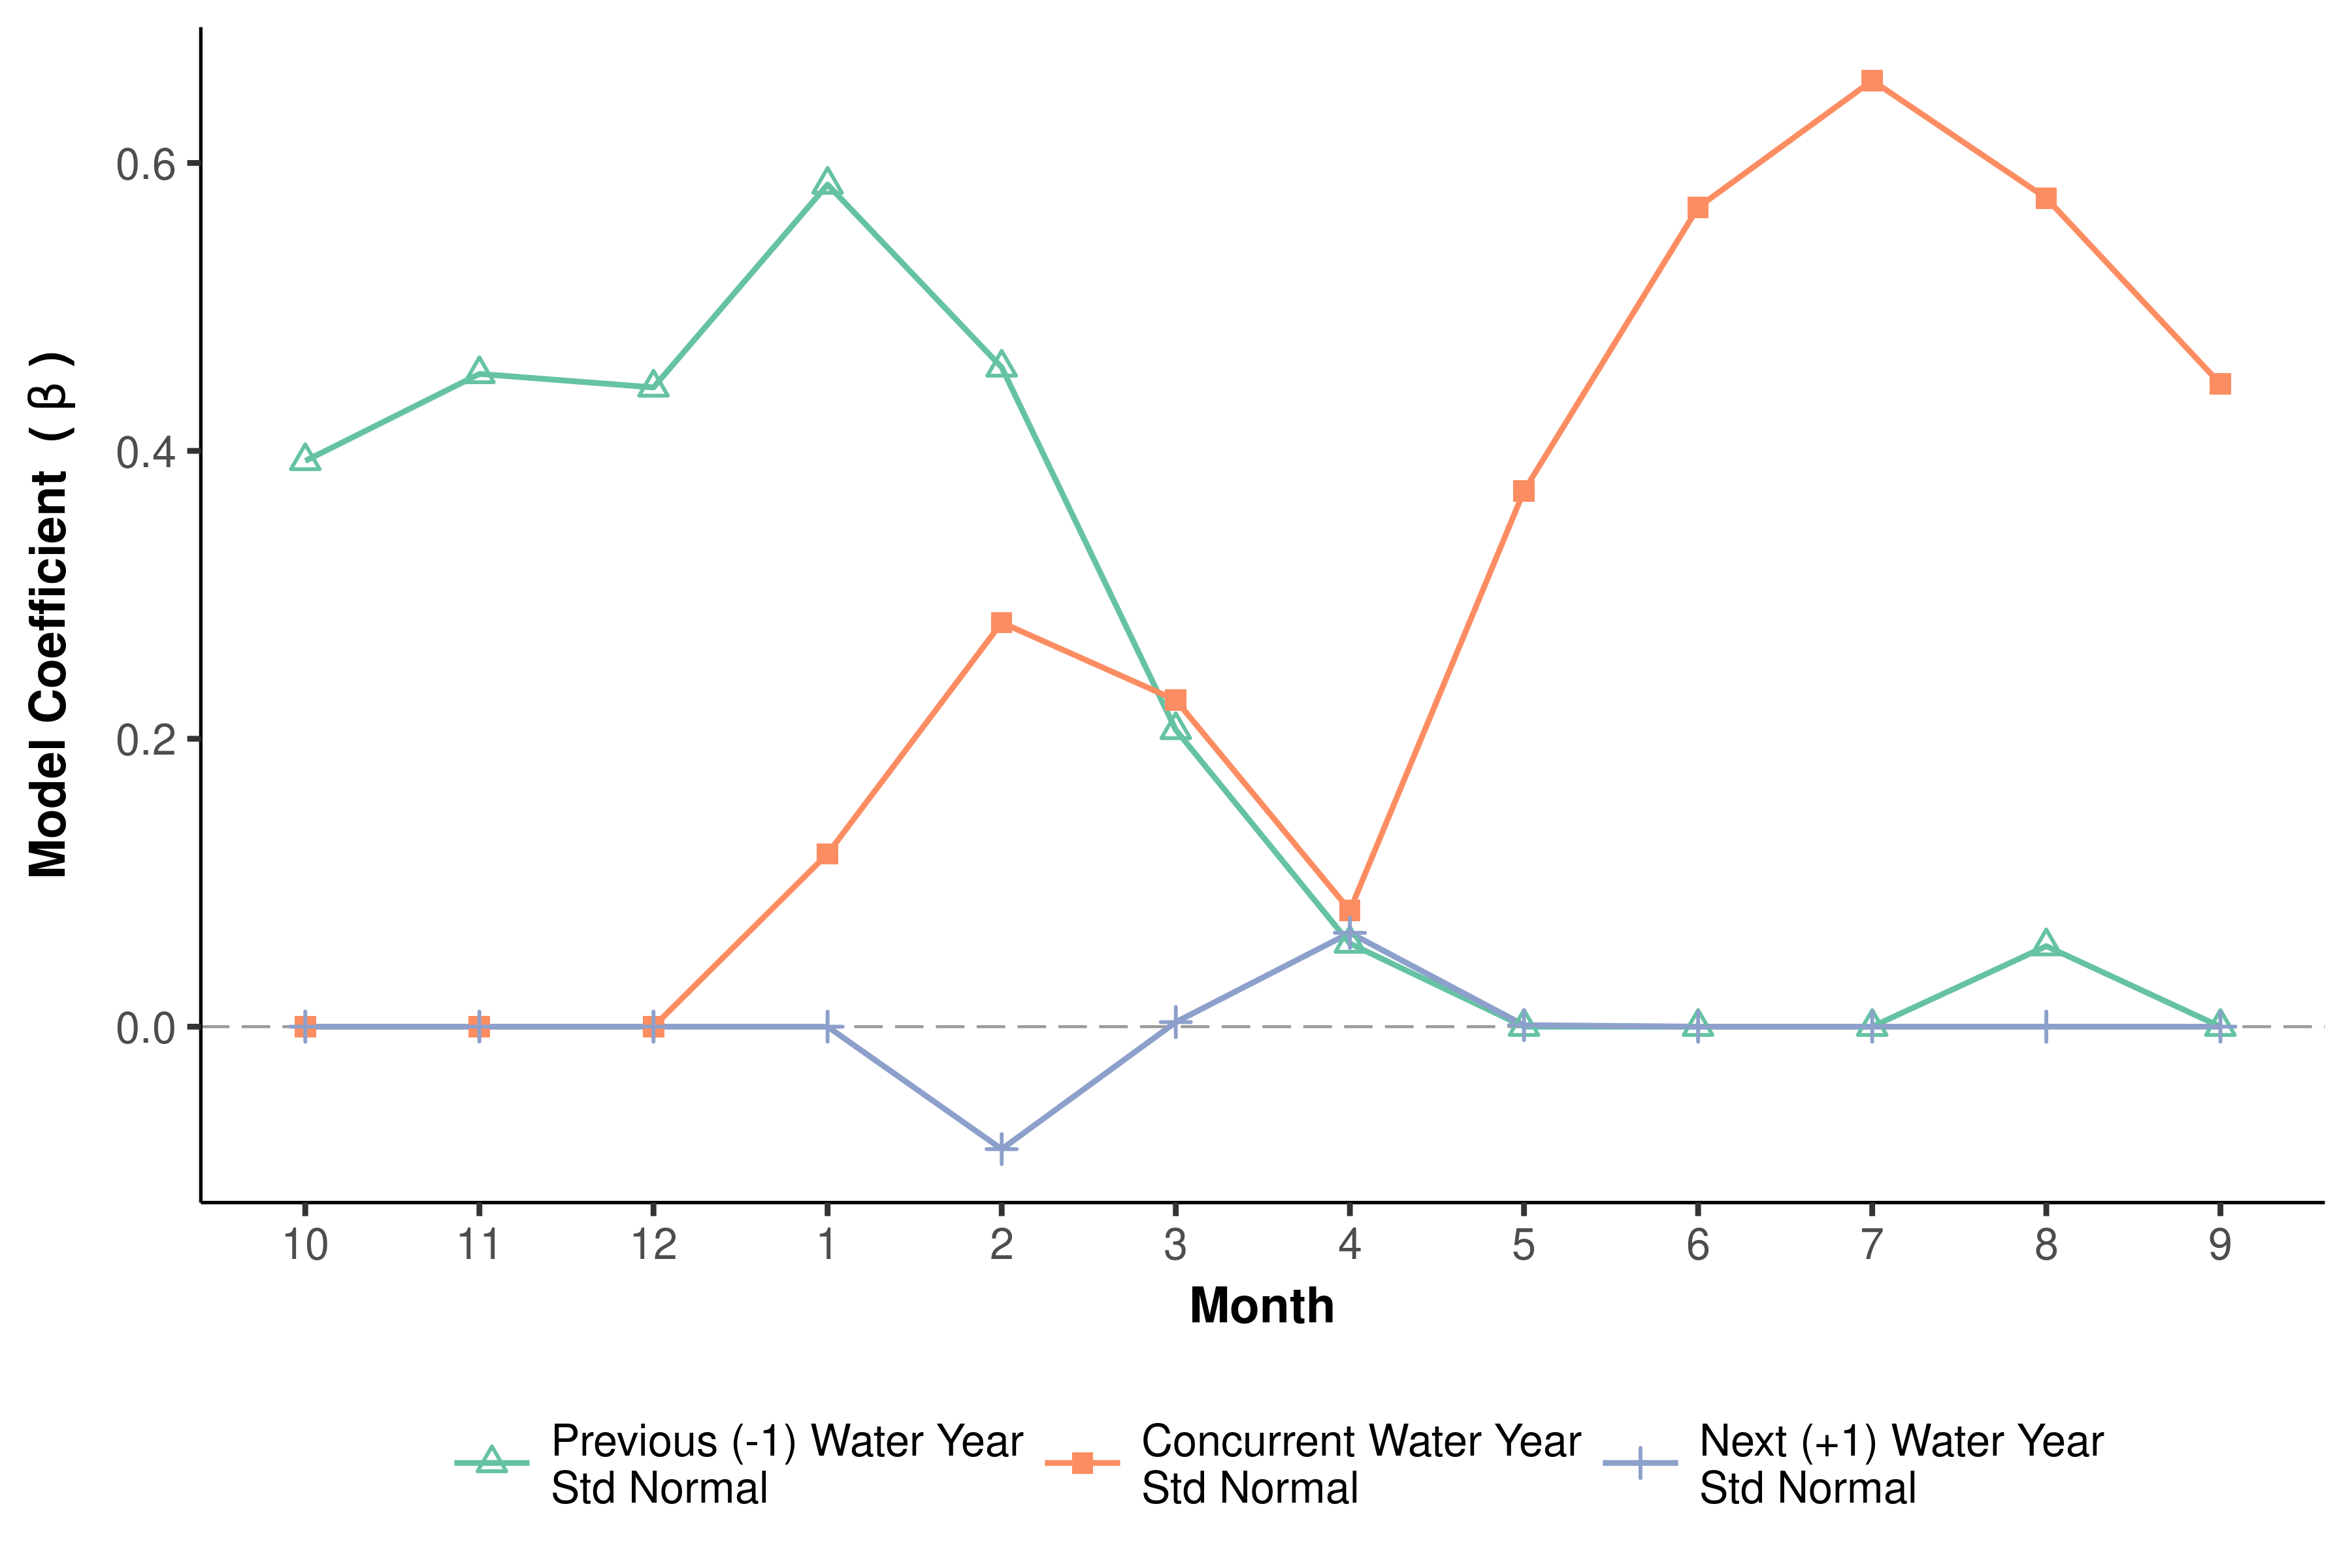 Model Coefficient ( β )
0.6
0.4
0.2
0.0
10 11 12 1 2 3 4 5 6 7 8 9
Month
Previous (-1) Water Year
Std Normal
Concurrent Water Year
Std Normal
Next (+1) Water Year
Std Normal